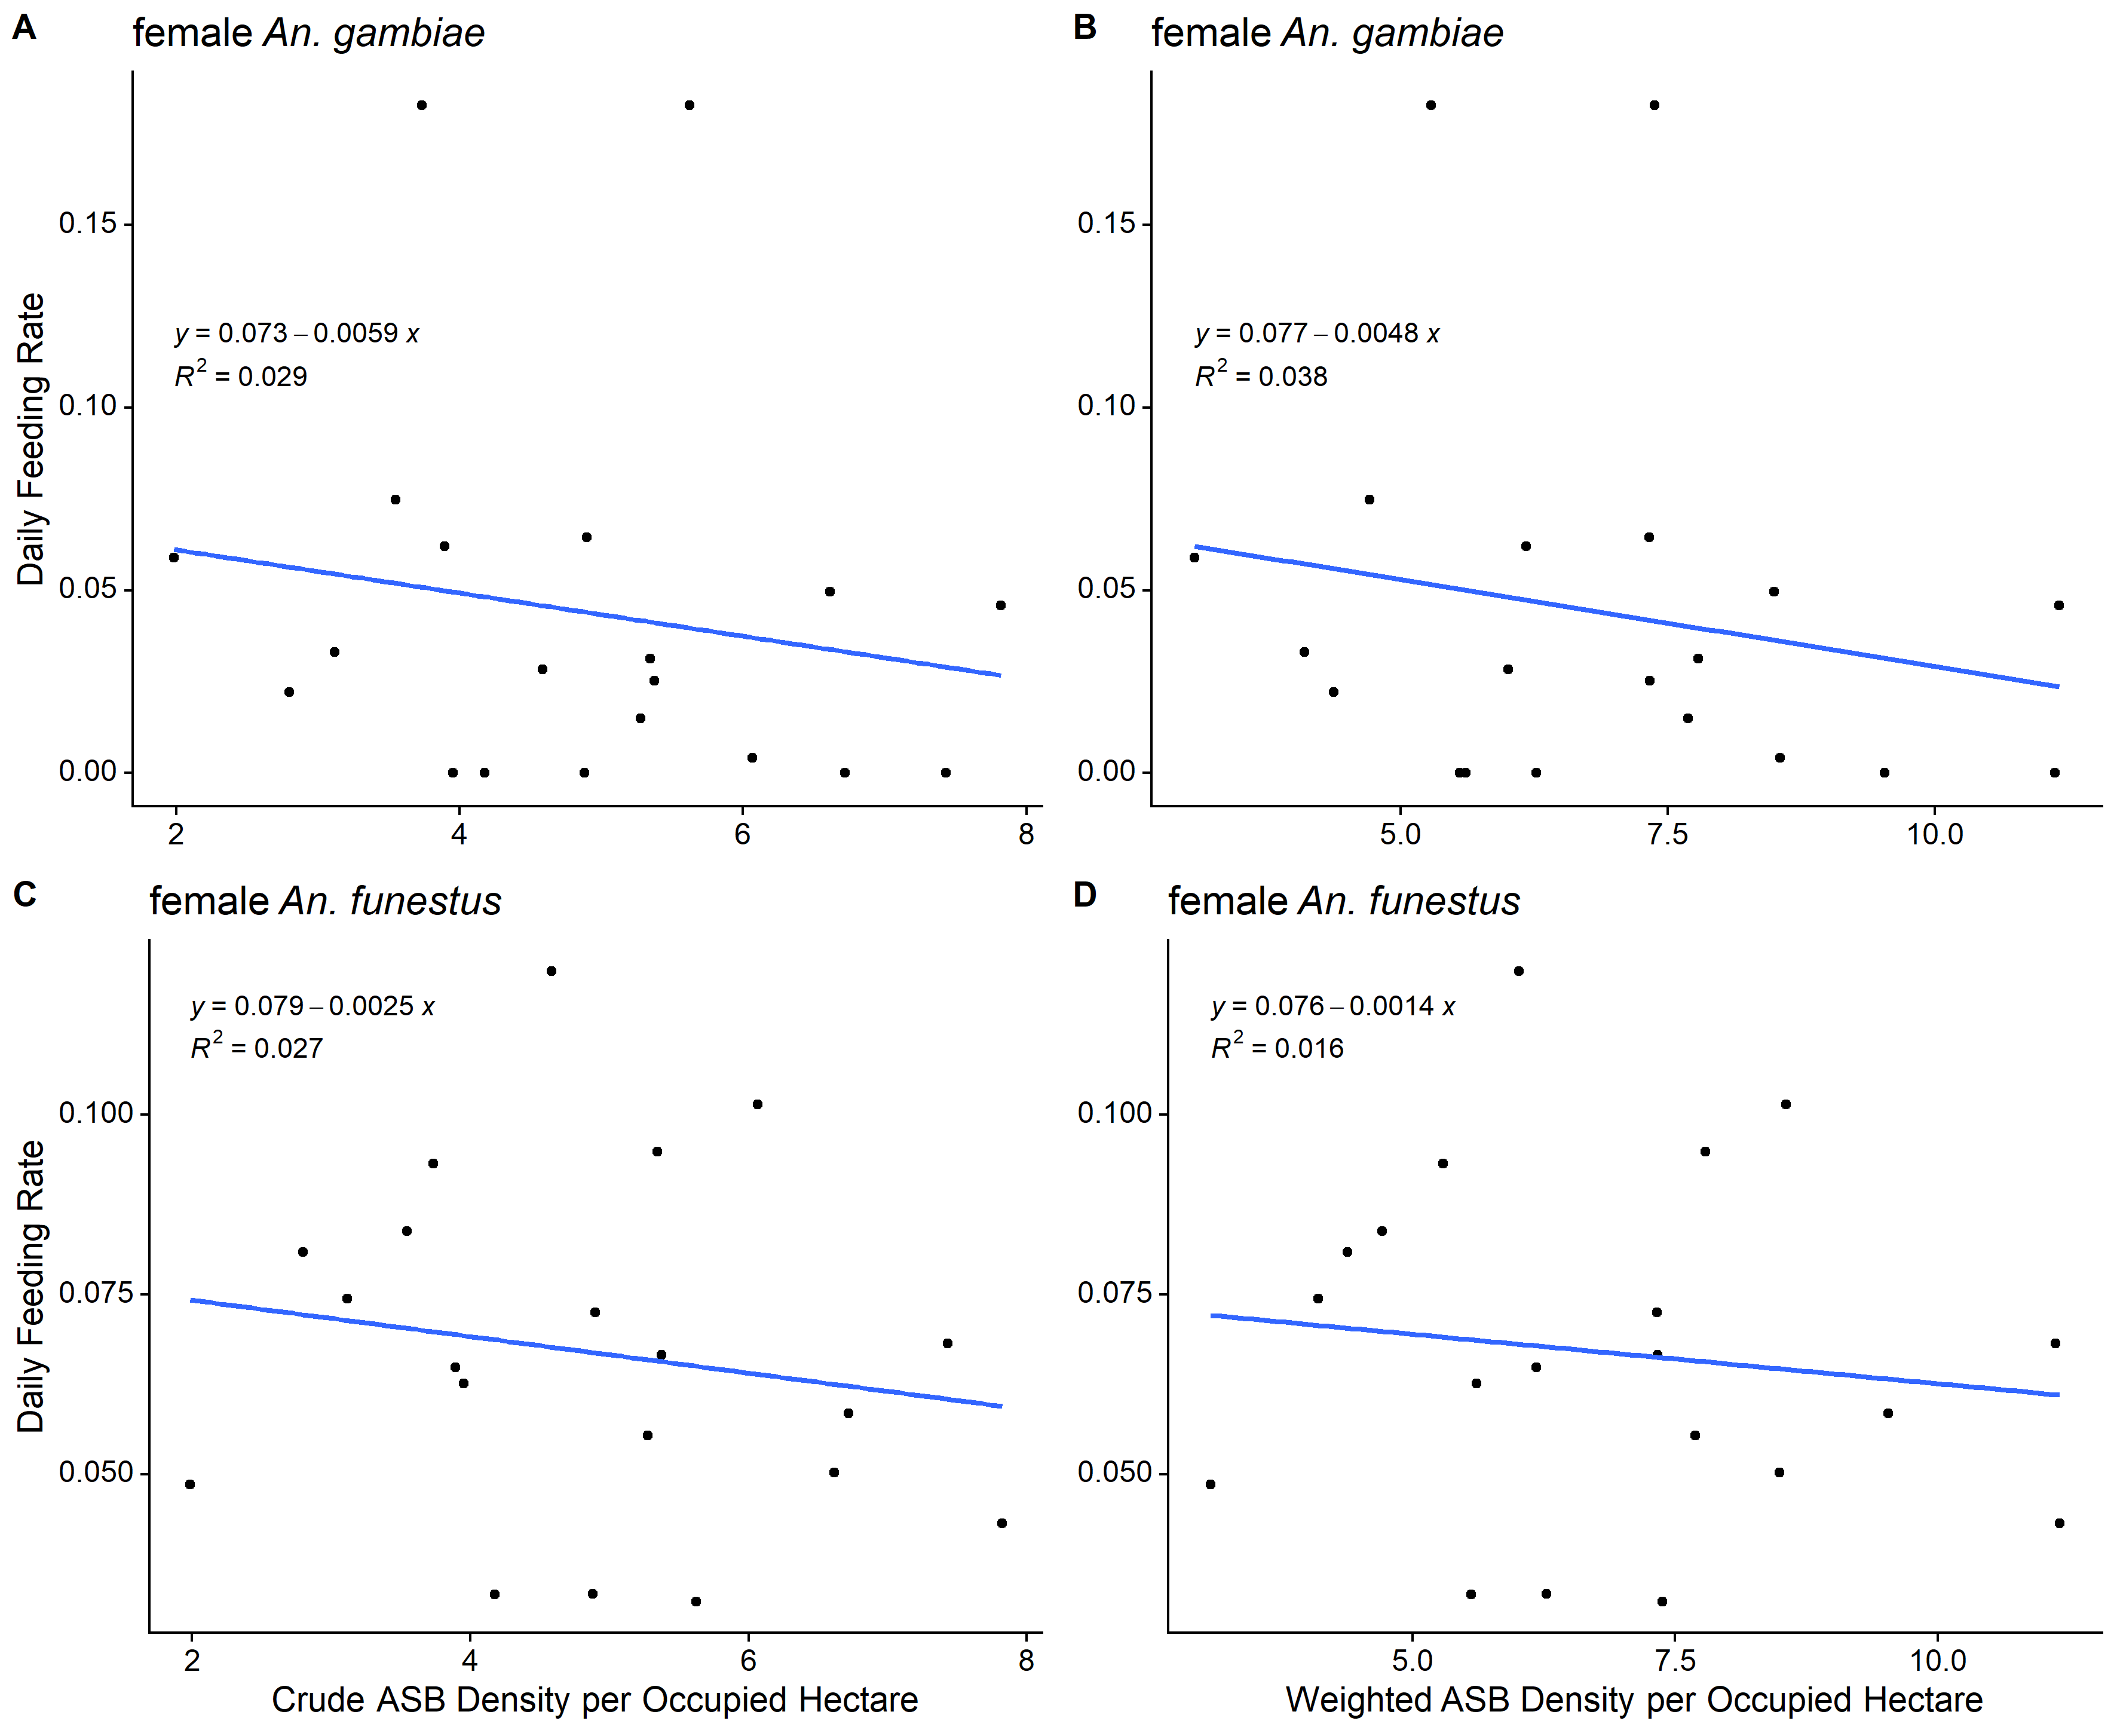 A
female An. gambiae
Daily Feeding Rate
0.15
0.10
0.05
0.00
y = 0.073 – 0.0059 x
R² = 0.029
2 4 6 8
B
female An. gambiae
0.15
0.10
0.05
0.00
y = 0.077 – 0.0048 x
R² = 0.038
5.0 7.5 10.0
C
female An. funestus
Daily Feeding Rate
0.100
0.075
0.050
y = 0.079 – 0.0025 x
R² = 0.027
2 4 6 8
Crude ASB Density per Occupied Hectare
D
female An. funestus
0.100
0.075
0.050
y = 0.076 – 0.0014 x
R² = 0.016
5.0 7.5 10.0
Weighted ASB Density per Occupied Hectare